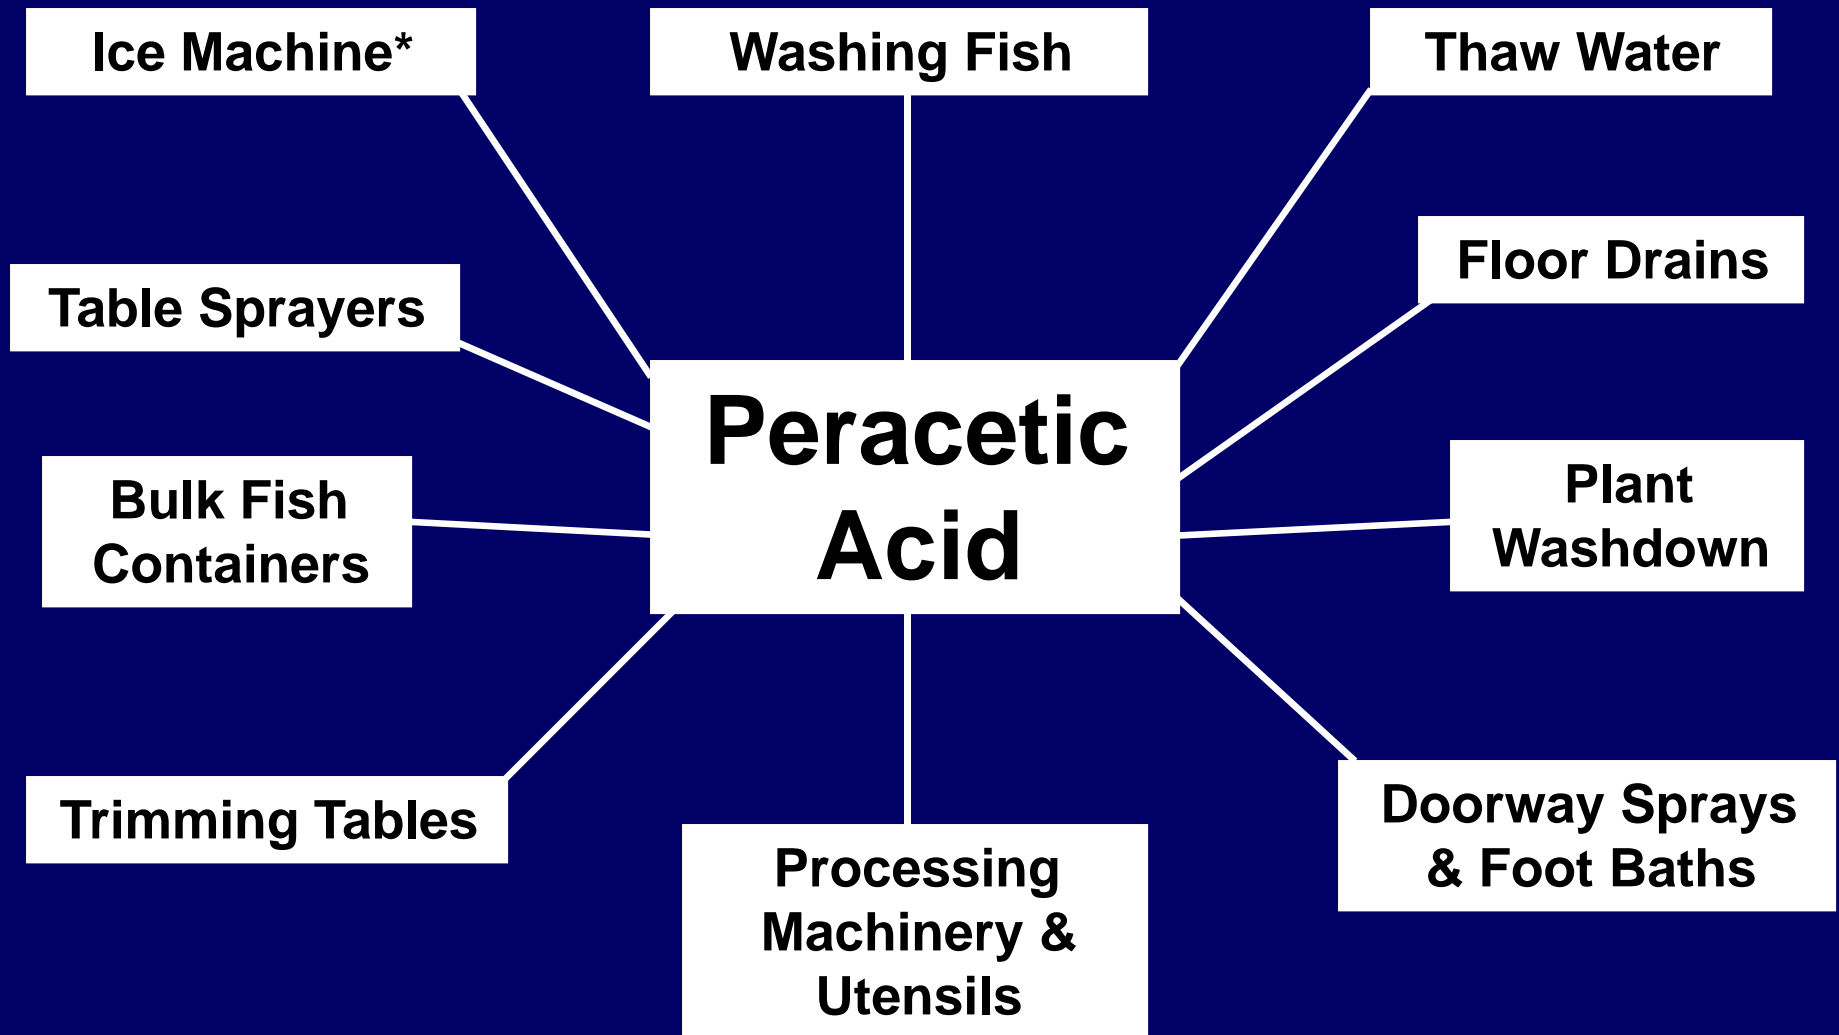 Ice Machine*
Washing Fish
Thaw Water
Floor Drains
Table Sprayers
Peracetic
Acid
Bulk Fish
Containers
Plant
Washdown
Trimming Tables
Doorway Sprays
& Foot Baths
Processing
Machinery &
Utensils